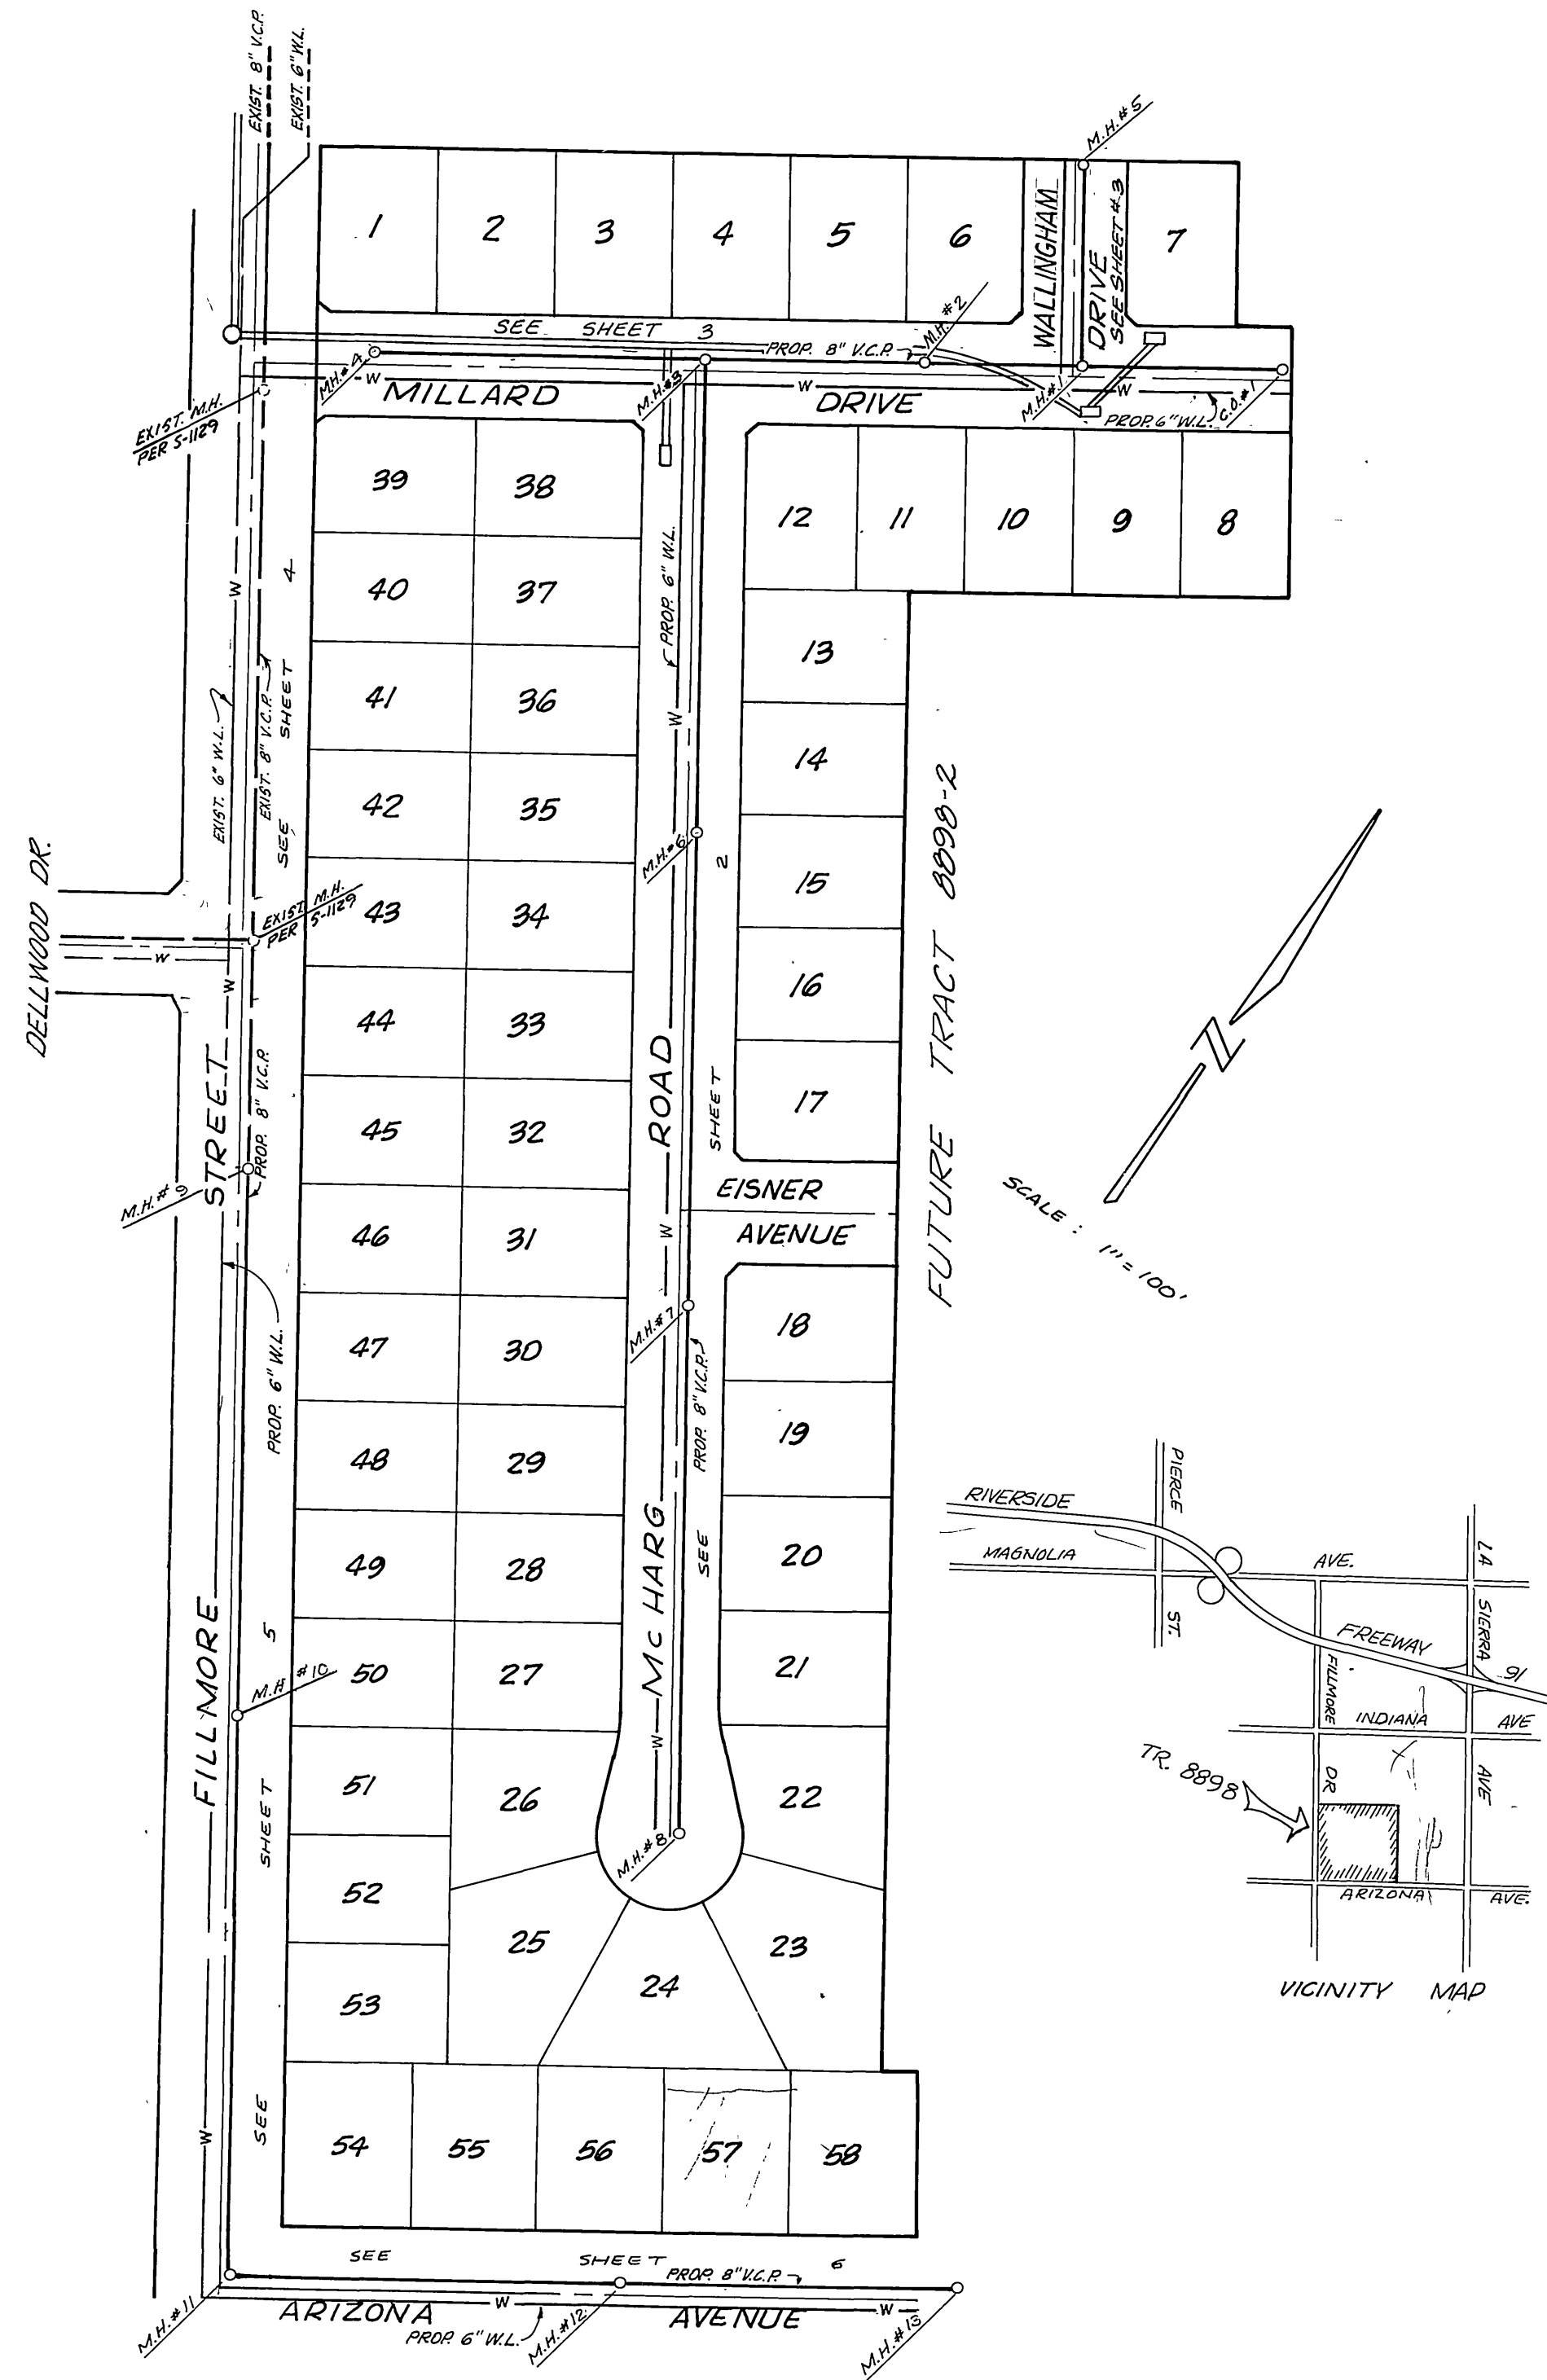 EXIST. 8" V.C.P.
EXIST. 6" W.L.
M.H. #5
1
2
3
4
5
6
WALLINGHAM
DRIVE
SEE SHEET #3
7
SEE SHEET 3
PROP. 8" V.C.P.
M.H. #2
M.H. #4
W
MILLARD
M.H. #3
W
DRIVE
M.H. #1
W
PROP. 6" W.L.
C.O. #1
EXIST. M.H.
PER S-1129
39
38
12
11
10
9
8
W
SEE SHEET 4
40
37
PROP. 6" W.L.
13
41
36
W
14
EXIST. 6" W.L.
EXIST. 8" V.C.P.
42
35
M.H. #6
15
DELLWOOD DR.
W
EXIST. M.H.
PER S-1129
43
34
W
16
44
33
17
45
32
FUTURE TRACT 8898-2
N
SCALE : 1" = 100'
PROP. 8" V.C.P.
M.H. #9
FILLMORE STREET
MC HARG ROAD
SEE SHEET 2
EISNER
AVENUE
46
31
W
PROP. 6" W.L.
47
30
M.H. #7
18
PROP. 8" V.C.P.
48
29
19
49
28
20
SEE SHEET 5
M.H. #10
50
27
21
51
26
W
22
M.H. #8
52
25
23
24
53
W
54
55
56
57
58
SEE SHEET 6
PROP. 8" V.C.P.
M.H. #11
ARIZONA
W
AVENUE
W
PROP. 6" W.L.
M.H. #12
M.H. #13
RIVERSIDE
PIERCE
ST.
MAGNOLIA
AVE.
LA
SIERRA
AVE
FREEWAY
91
FILLMORE
DR
INDIANA
AVE
TR. 8898
ARIZONA
AVE.
VICINITY MAP